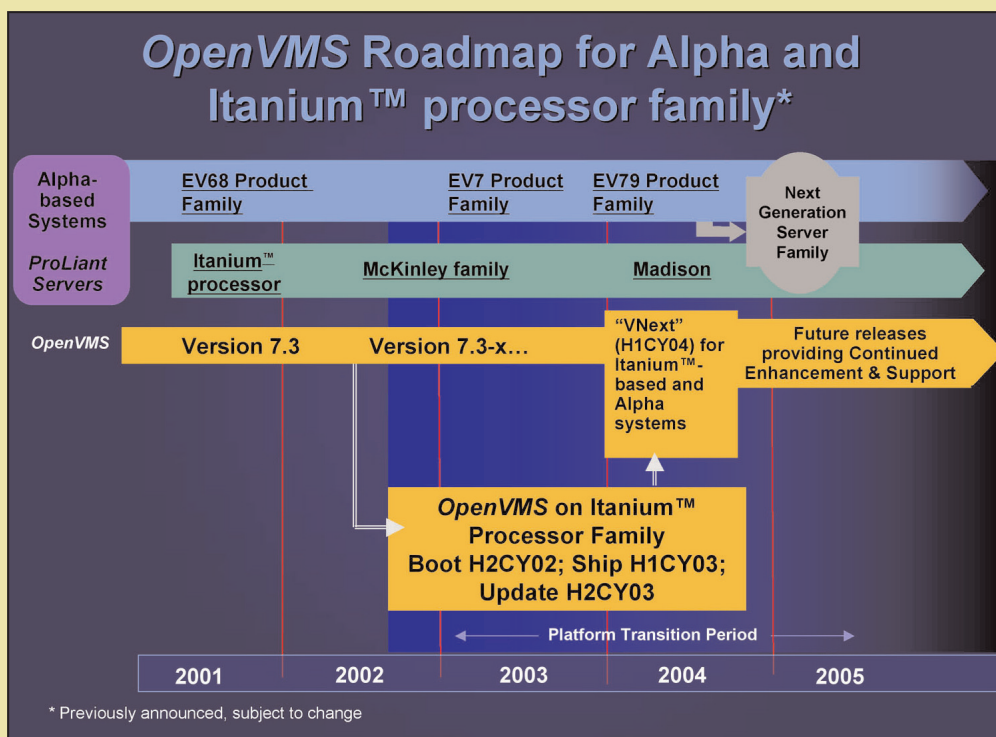 OpenVMS Roadmap for Alpha and
Itanium™ processor family*
Alpha-
based
Systems
ProLiant
Servers
EV68 Product
Family
EV7 Product
Family
EV79 Product
Family
Next
Generation
Server
Family
Itanium™
processor
McKinley family
Madison
OpenVMS
Version 7.3
Version 7.3-x...
“VNext”
(H1CY04) for
Itanium™-
based and
Alpha
systems
Future releases
providing Continued
Enhancement & Support
OpenVMS on Itanium™
Processor Family
Boot H2CY02; Ship H1CY03;
Update H2CY03
Platform Transition Period
2001
2002
2003
2004
2005
* Previously announced, subject to change